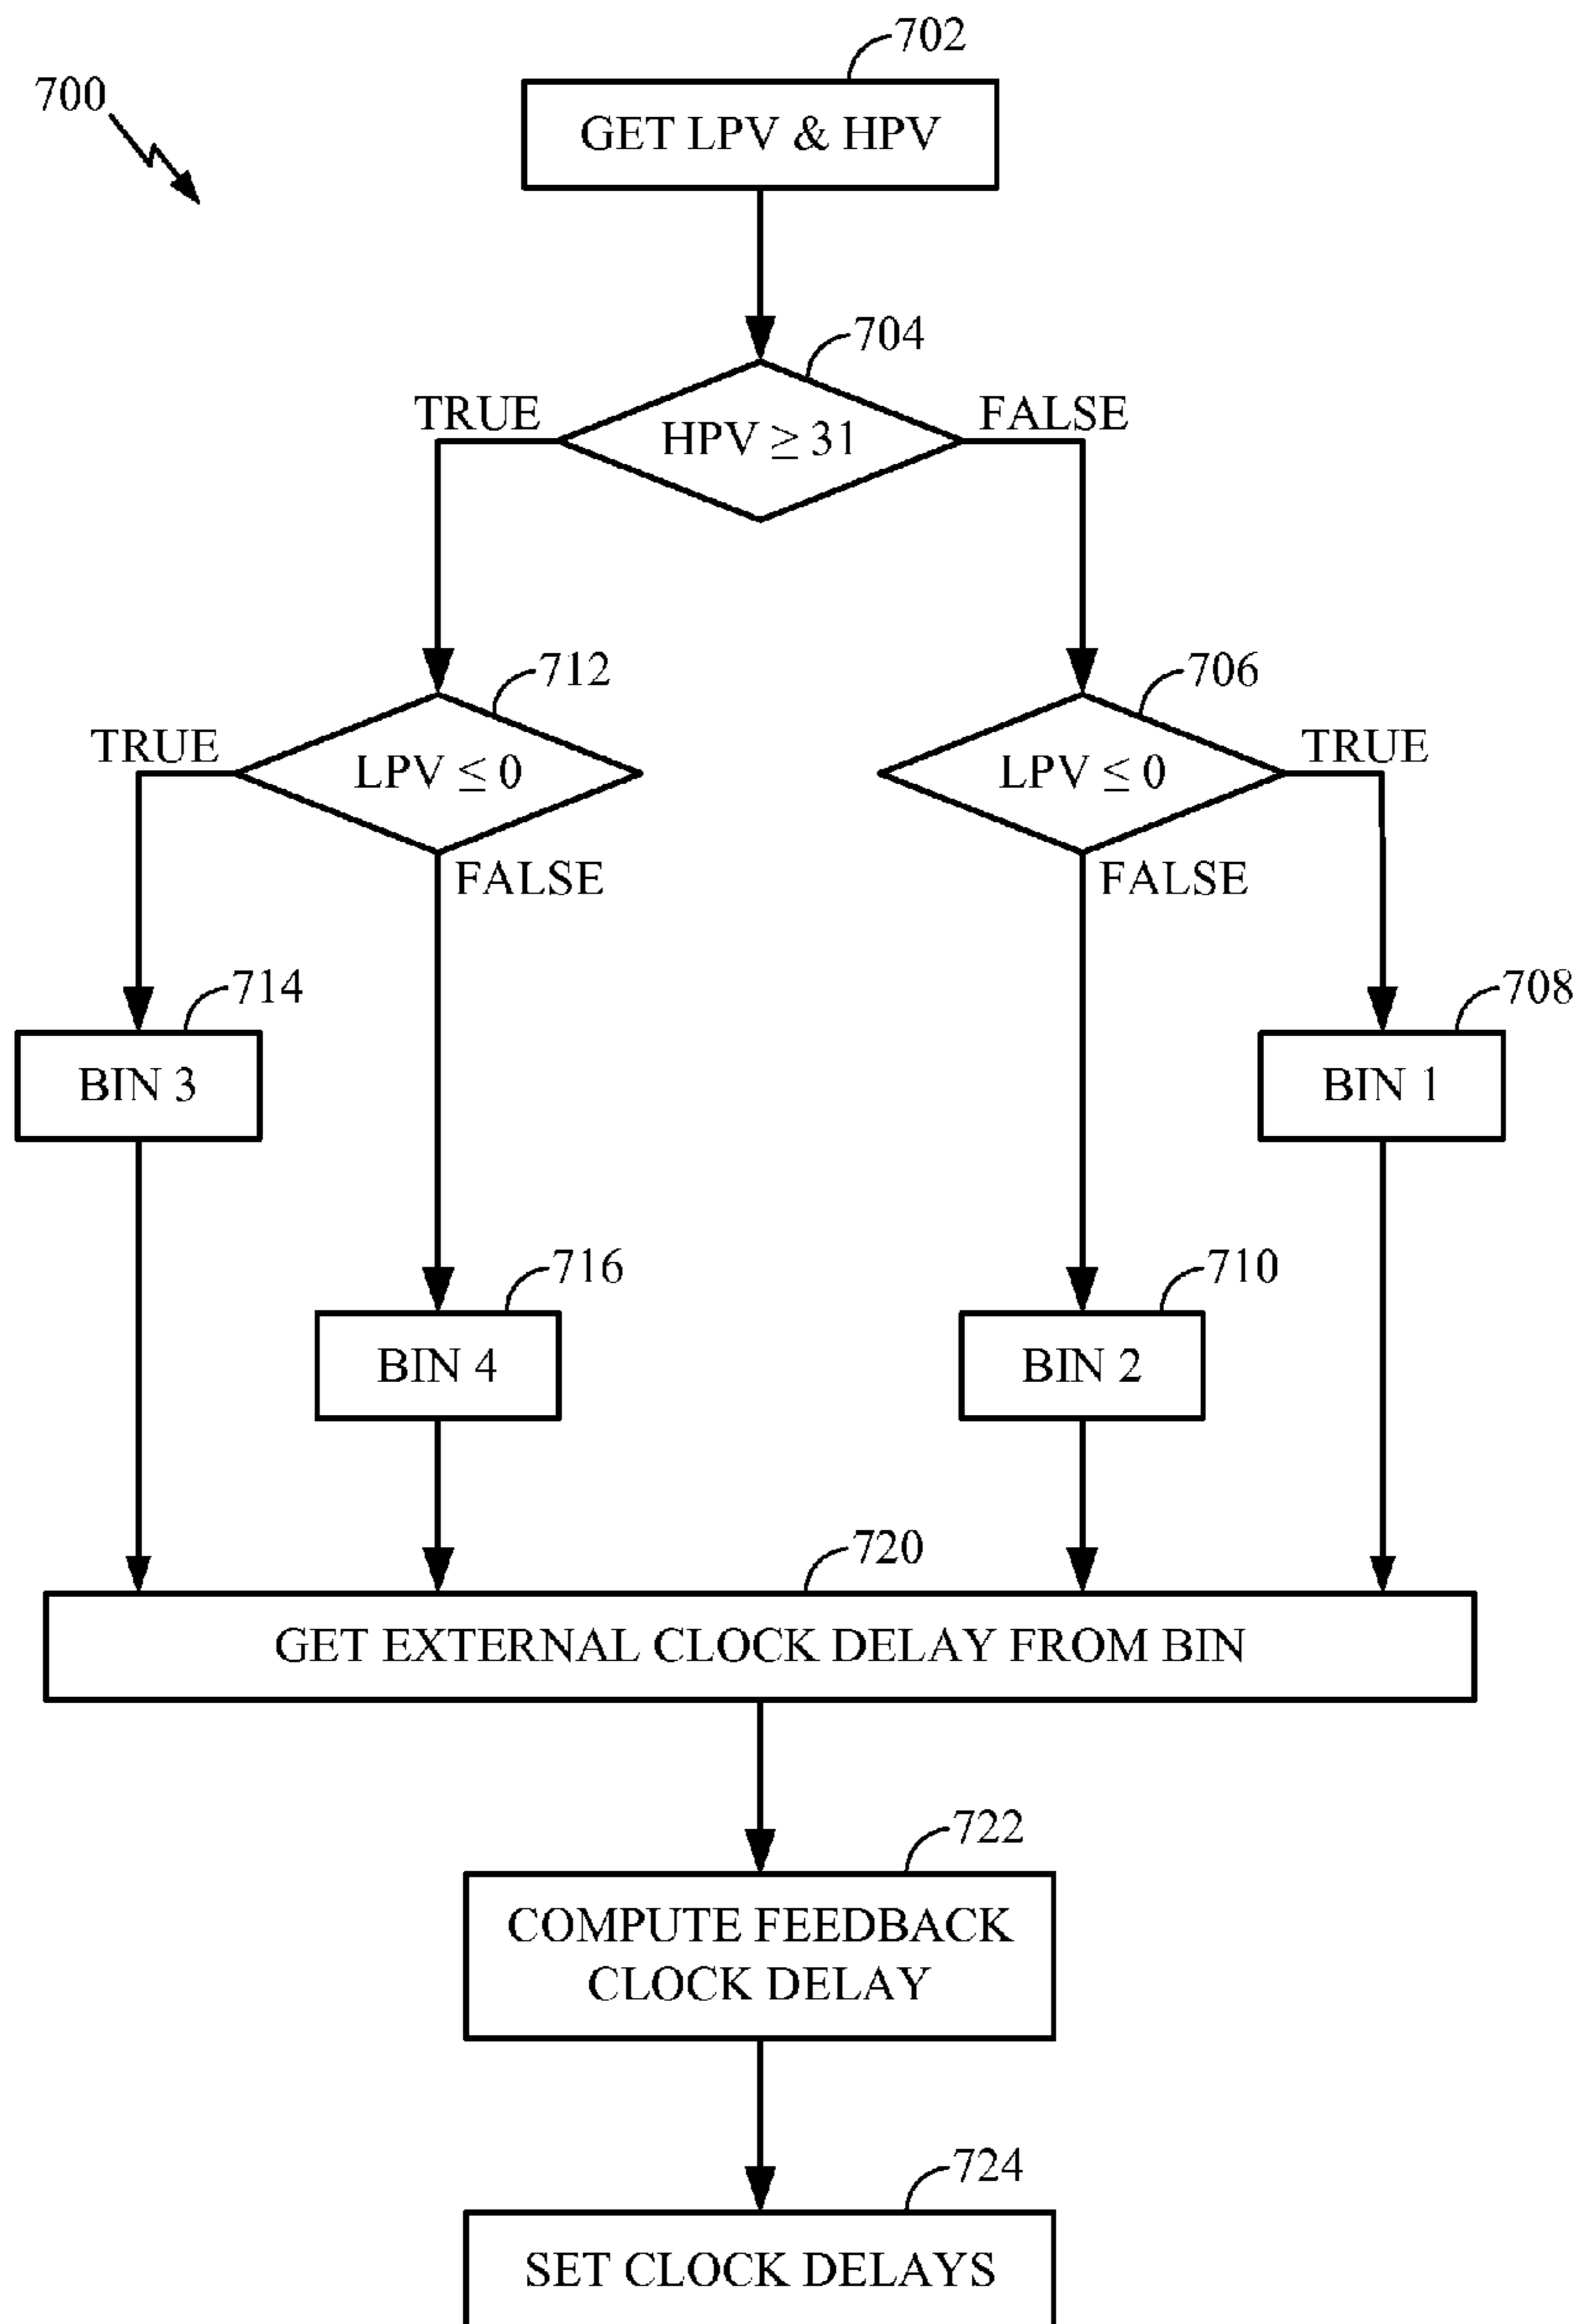 702
700
GET LPV & HPV
704
TRUE
FALSE
HPV ≥ 31
712
706
TRUE
LPV ≤ 0
LPV ≤ 0
TRUE
FALSE
FALSE
714
708
BIN 3
BIN 1
716
710
BIN 4
BIN 2
720
GET EXTERNAL CLOCK DELAY FROM BIN
722
COMPUTE FEEDBACK
CLOCK DELAY
724
SET CLOCK DELAYS